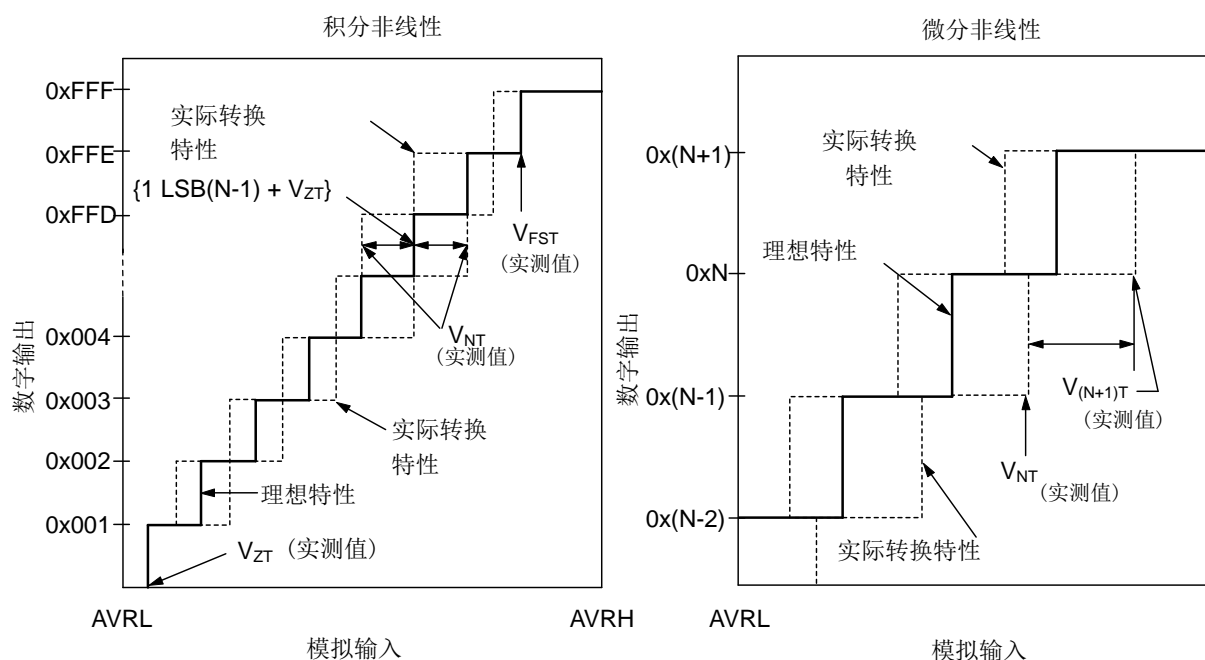 积分非线性
0xFFF
0xFFE
0xFFD
0x004
0x003
0x002
0x001
数字输出
实际转换
特性
{1 LSB(N-1) + VZT}
VFST
(实测值)
VNT
(实测值)
实际转换
特性
理想特性
VZT (实测值)
AVRL
AVRH
模拟输入
微分非线性
0x(N+1)
0xN
0x(N-1)
0x(N-2)
数字输出
实际转换
特性
理想特性
V(N+1)T
(实测值)
VNT
(实测值)
实际转换特性
AVRL
模拟输入